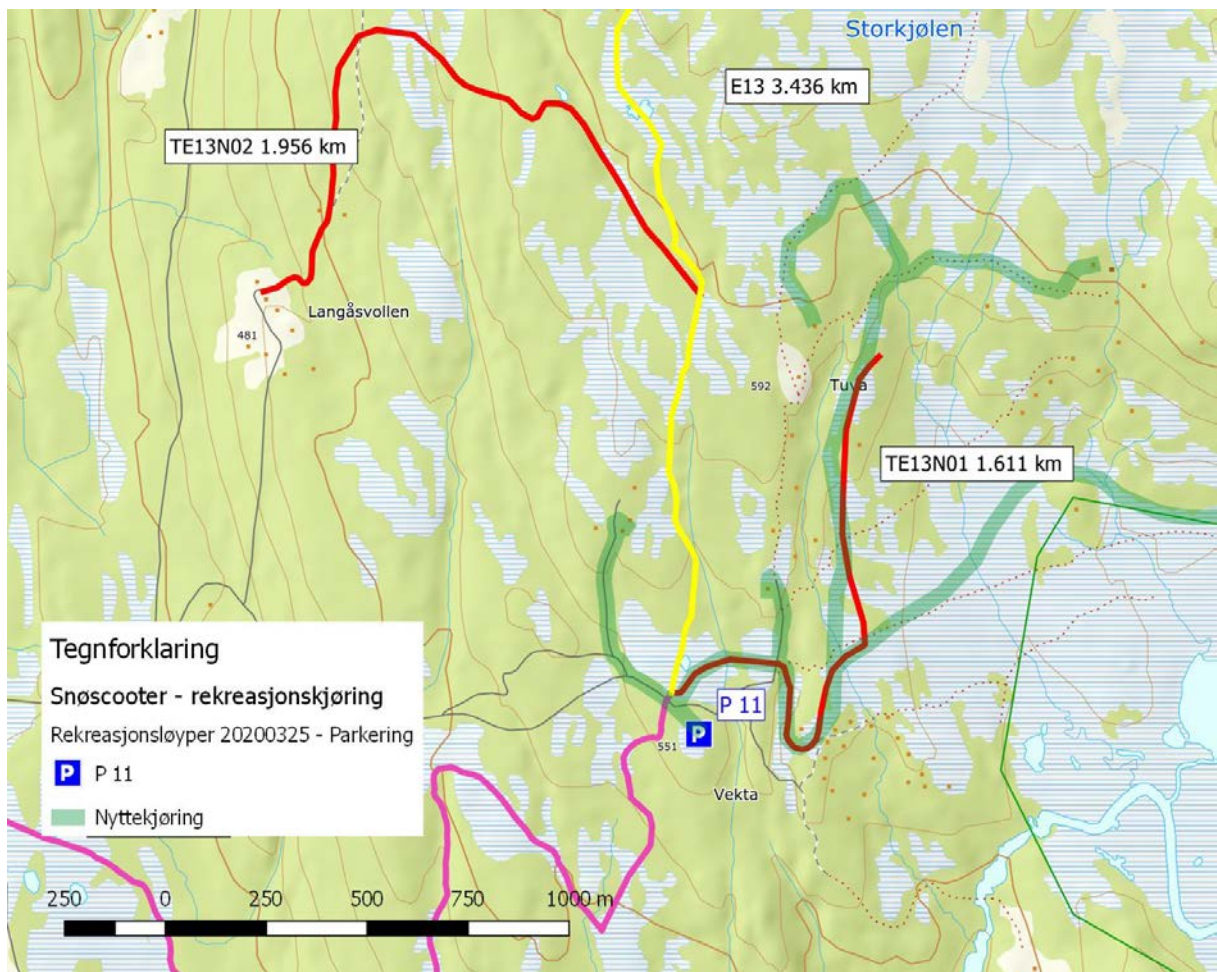 Storkjølen
E13 3.436 km
TE13N02 1.956 km
Langåsvollen
481
592
Tuva
TE13N01 1.611 km
P 11
P
551
Vekta
Tegnforklaring
Snøscooter - rekreasjonskjøring
Rekreasjonsløyper 20200325 - Parkering
P P 11
Nyttekjøring
250 0 250 500 750 1000 m